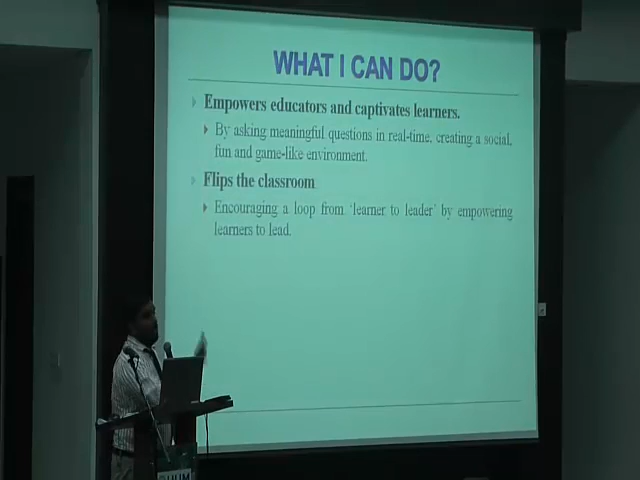 WHAT I CAN DO?
Empowers educators and captivates learners.
By asking meaningful questions in real-time, creating a social,
fun and game-like environment.
Flips the classroom
Encouraging a loop from 'learner to leader' by empowering
learners to lead.